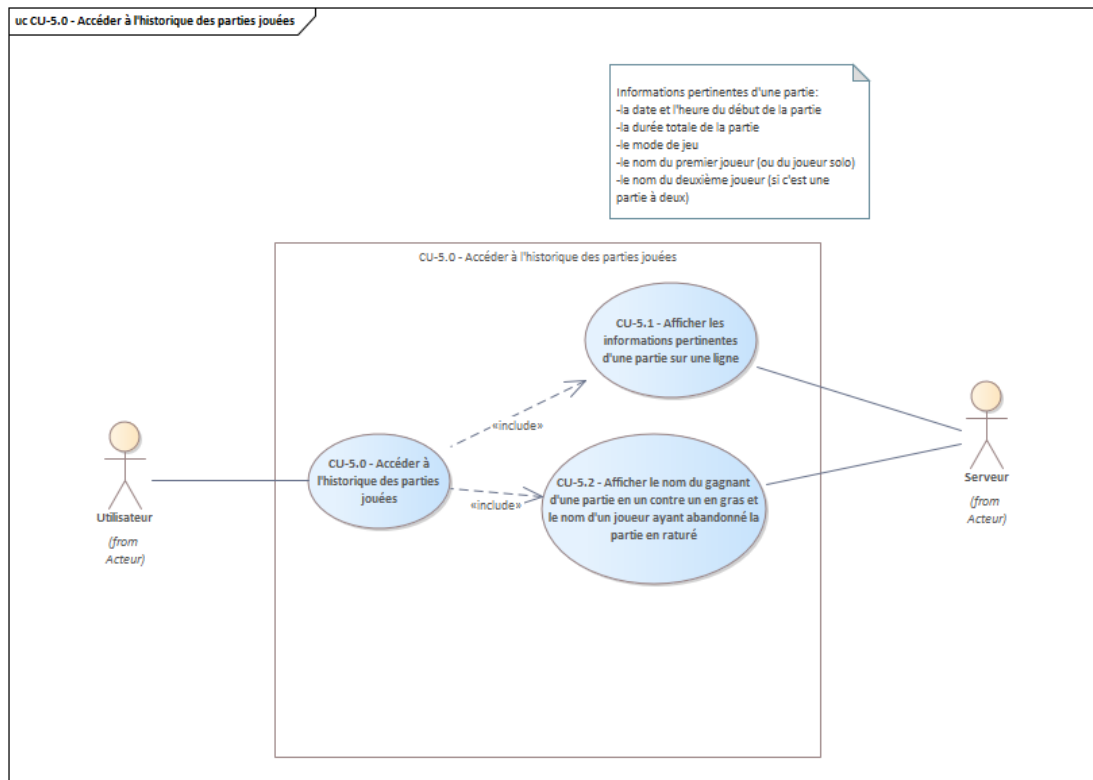 uc CU-5.0 - Accéder à l'historique des parties jouées
Informations pertinentes d'une partie:
-la date et l'heure du début de la partie
-la durée totale de la partie
-le mode de jeu
-le nom du premier joueur (ou du joueur solo)
-le nom du deuxième joueur (si c'est une
partie à deux)
CU-5.0 - Accéder à l'historique des parties jouées
CU-5.1 - Afficher les
informations pertinentes
d'une partie sur une ligne
«include»
CU-5.0 - Accéder à
l'historique des parties
jouées
«include»
CU-5.2 - Afficher le nom du gagnant
d'une partie en un contre un en gras et
le nom d'un joueur ayant abandonné la
partie en raturé
Utilisateur
(from
Acteur)
Serveur
(from
Acteur)